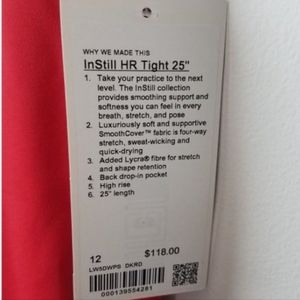 WHY WE MADE THIS
InStill HR Tight 25"
1. Take your practice to the next
level. The InStill collection
provides smoothing support and
softness you can feel in every
breath, stretch, and pose
2. Luxuriously soft and supportive
SmoothCover™ fabric is four-way
stretch, sweat-wicking and
quick-drying
3. Added Lycra® fibre for stretch
and shape retention
4. Back drop-in pocket
5. High rise
6. 25" length
12 $118.00
LW5DWPS DKRD
000139554281